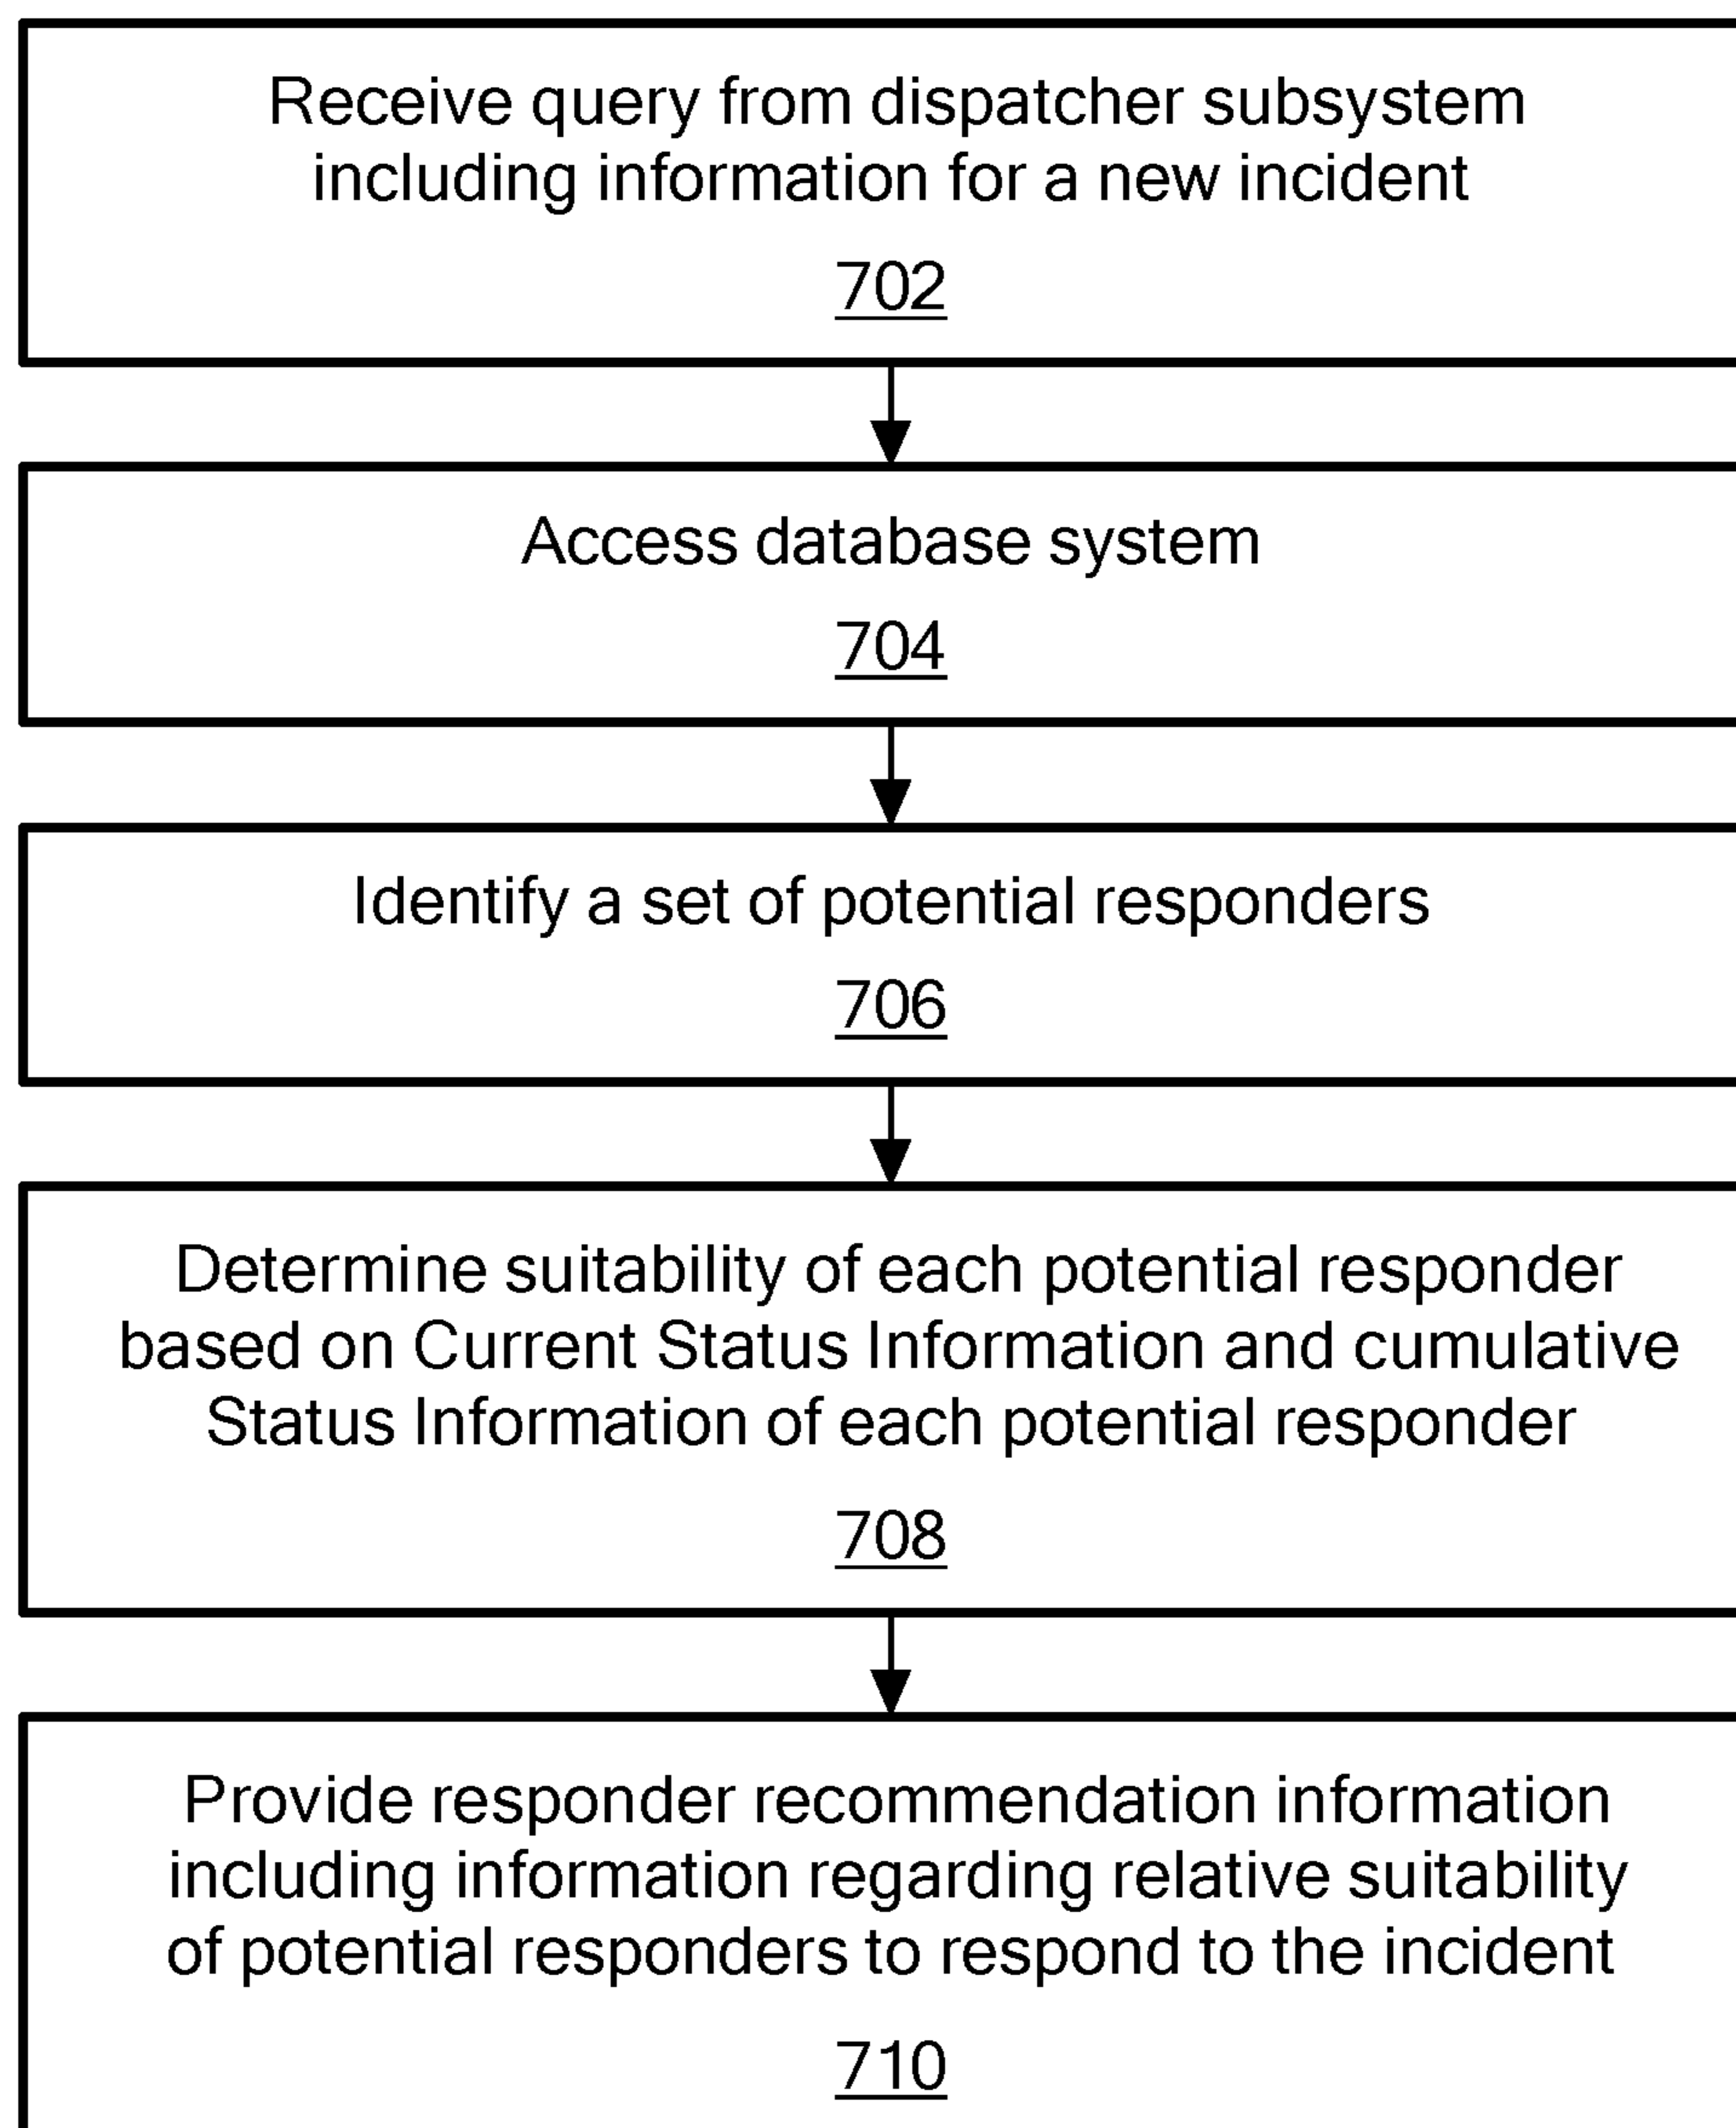 Receive query from dispatcher subsystem
including information for a new incident
702
Access database system
704
Identify a set of potential responders
706
Determine suitability of each potential responder
based on Current Status Information and cumulative
Status Information of each potential responder
708
Provide responder recommendation information
including information regarding relative suitability
of potential responders to respond to the incident
710